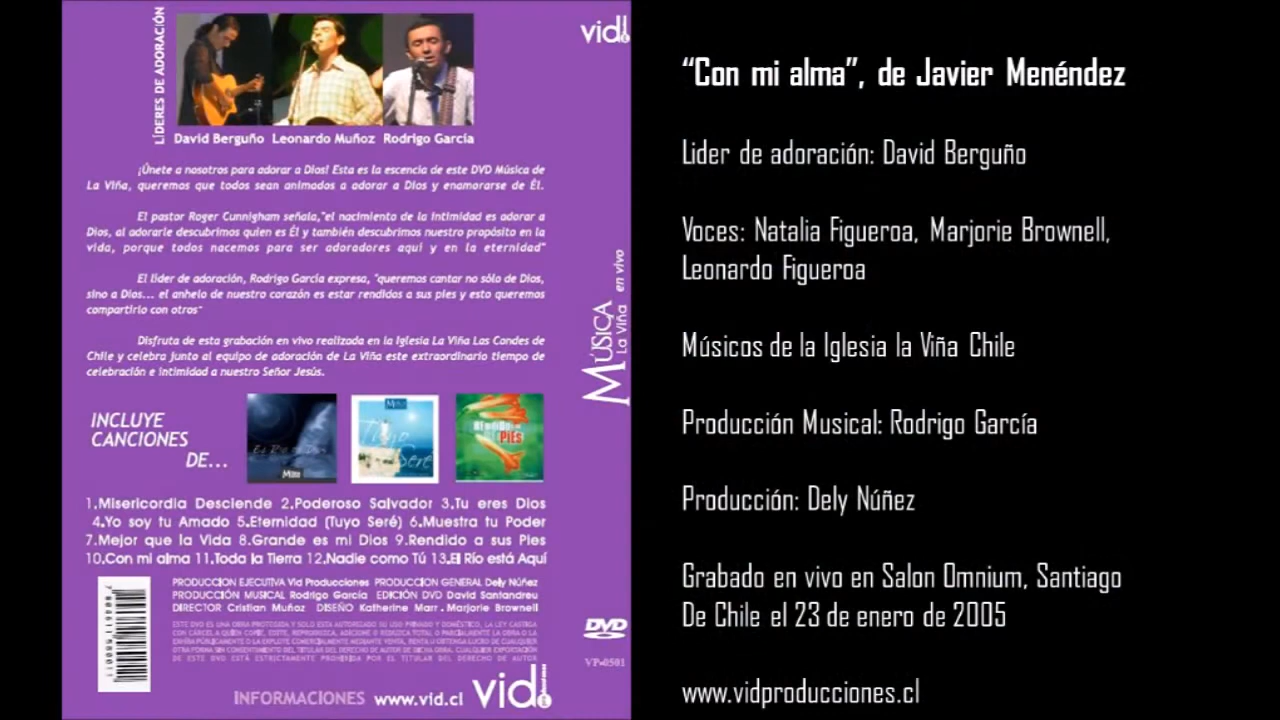 LÍDERES DE ADORACIÓN
David Berguño Leonardo Muñoz Rodrigo García
¡Únete a nosotros para adorar a Dios! Esta es la escencia de este DVD Música de
La Viña, queremos que todos sean animados a adorar a Dios y enamorarse de Él.
El pastor Roger Cunnigham señala,"el nacimiento de la intimidad es adorar a
Dios, al adorarle descubrimos quien es Él y también descubrimos nuestro propósito en la
vida, porque todos nacemos para ser adoradores aquí y en la eternidad"
El líder de adoración, Rodrigo García expresa, "queremos cantar no sólo de Dios,
sino a Dios... el anhelo de nuestro corazón es estar rendidos a sus pies y esto queremos
compartirlo con otros"
Disfruta de esta grabación en vivo realizada en la Iglesia La Viña Las Condes de
Chile y celebra junto al equipo de adoración de La Viña este extraordinario tiempo de
celebración e intimidad a nuestro Señor Jesús.
INCLUYE
CANCIONES
DE...
1.Misericordia Desciende 2.Poderoso Salvador 3.Tu eres Dios
4.Yo soy tu Amado 5.Eternidad (Tuyo Seré) 6.Muestra tu Poder
7.Mejor que la Vida 8.Grande es mi Dios 9.Rendido a sus Pies
10.Con mi alma 11.Toda la Tierra 12.Nadie como Tú 13.El Río está Aquí
PRODUCCION EJECUTIVA Vid Producciones PRODUCCION GENERAL Dely Núñez
PRODUCCIÓN MUSICAL Rodrigo García EDICIÓN DVD David Santandreu
DIRECTOR Cristian Muñoz DISEÑO Katherine Marr . Marjorie Brownell
INFORMACIONES www.vid.cl vid
vid
MÚSICA en vivo
La Viña
DVD
VIDEO
VP-0501
“Con mi alma”, de Javier Menéndez
Lider de adoración: David Berguño
Voces: Natalia Figueroa, Marjorie Brownell,
Leonardo Figueroa
Músicos de la Iglesia la Viña Chile
Producción Musical: Rodrigo García
Producción: Dely Núñez
Grabado en vivo en Salon Omnium, Santiago
De Chile el 23 de enero de 2005
www.vidproducciones.cl